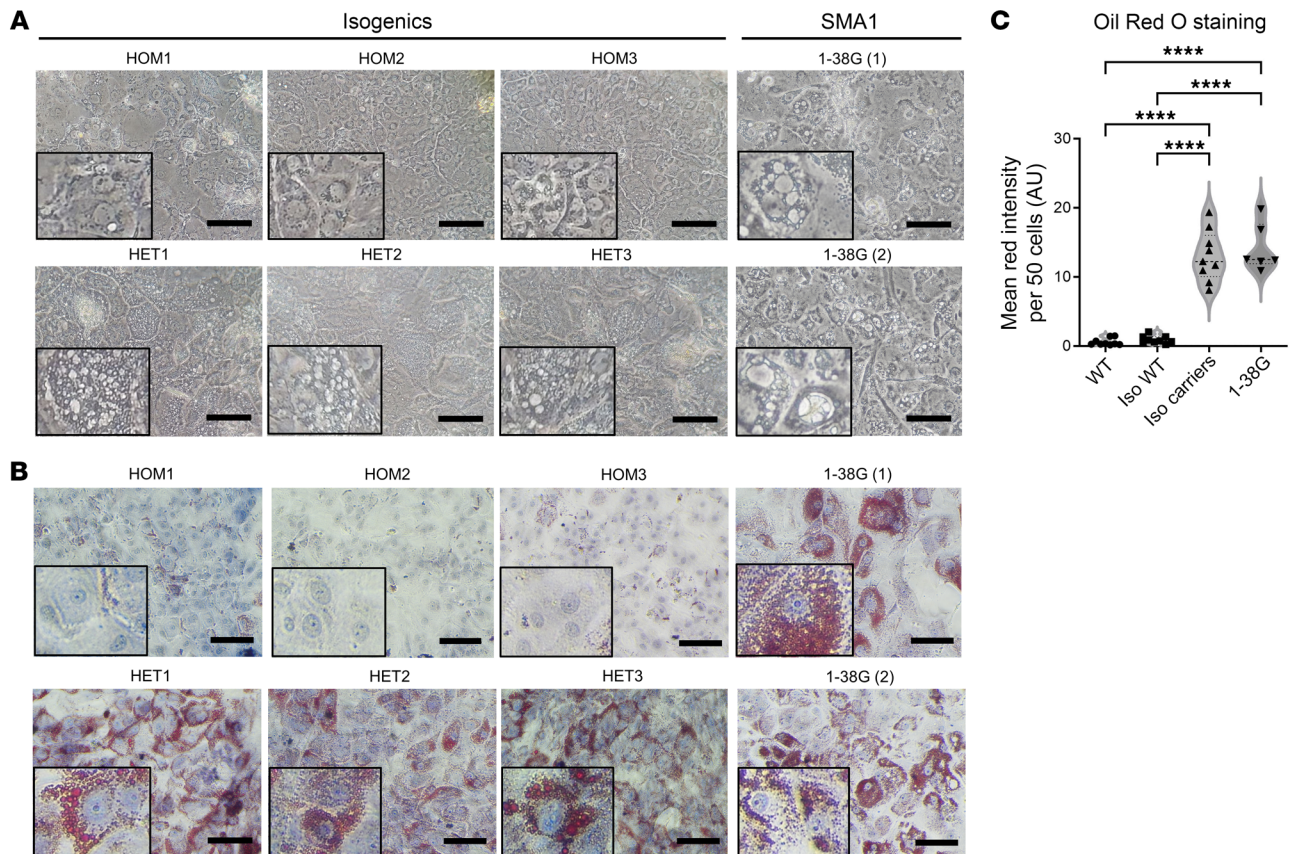 A
Isogenics
SMA1
HOM1
HOM2
HOM3
1-38G (1)
HET1
HET2
HET3
1-38G (2)
B
HOM1
HOM2
HOM3
1-38G (1)
HET1
HET2
HET3
1-38G (2)
C
Oil Red O staining
****
****
****
****
Mean red intensity
per 50 cells (AU)
30
20
10
0
WT
Iso WT
Iso carriers
1-38G